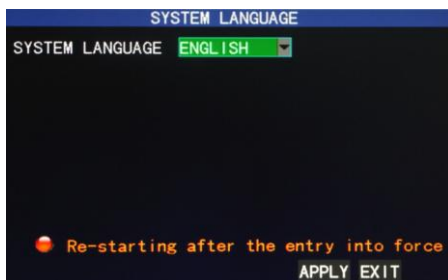 SYSTEM LANGUAGE
SYSTEM LANGUAGE ENGLISH
Re-starting after the entry into force
APPLY EXIT